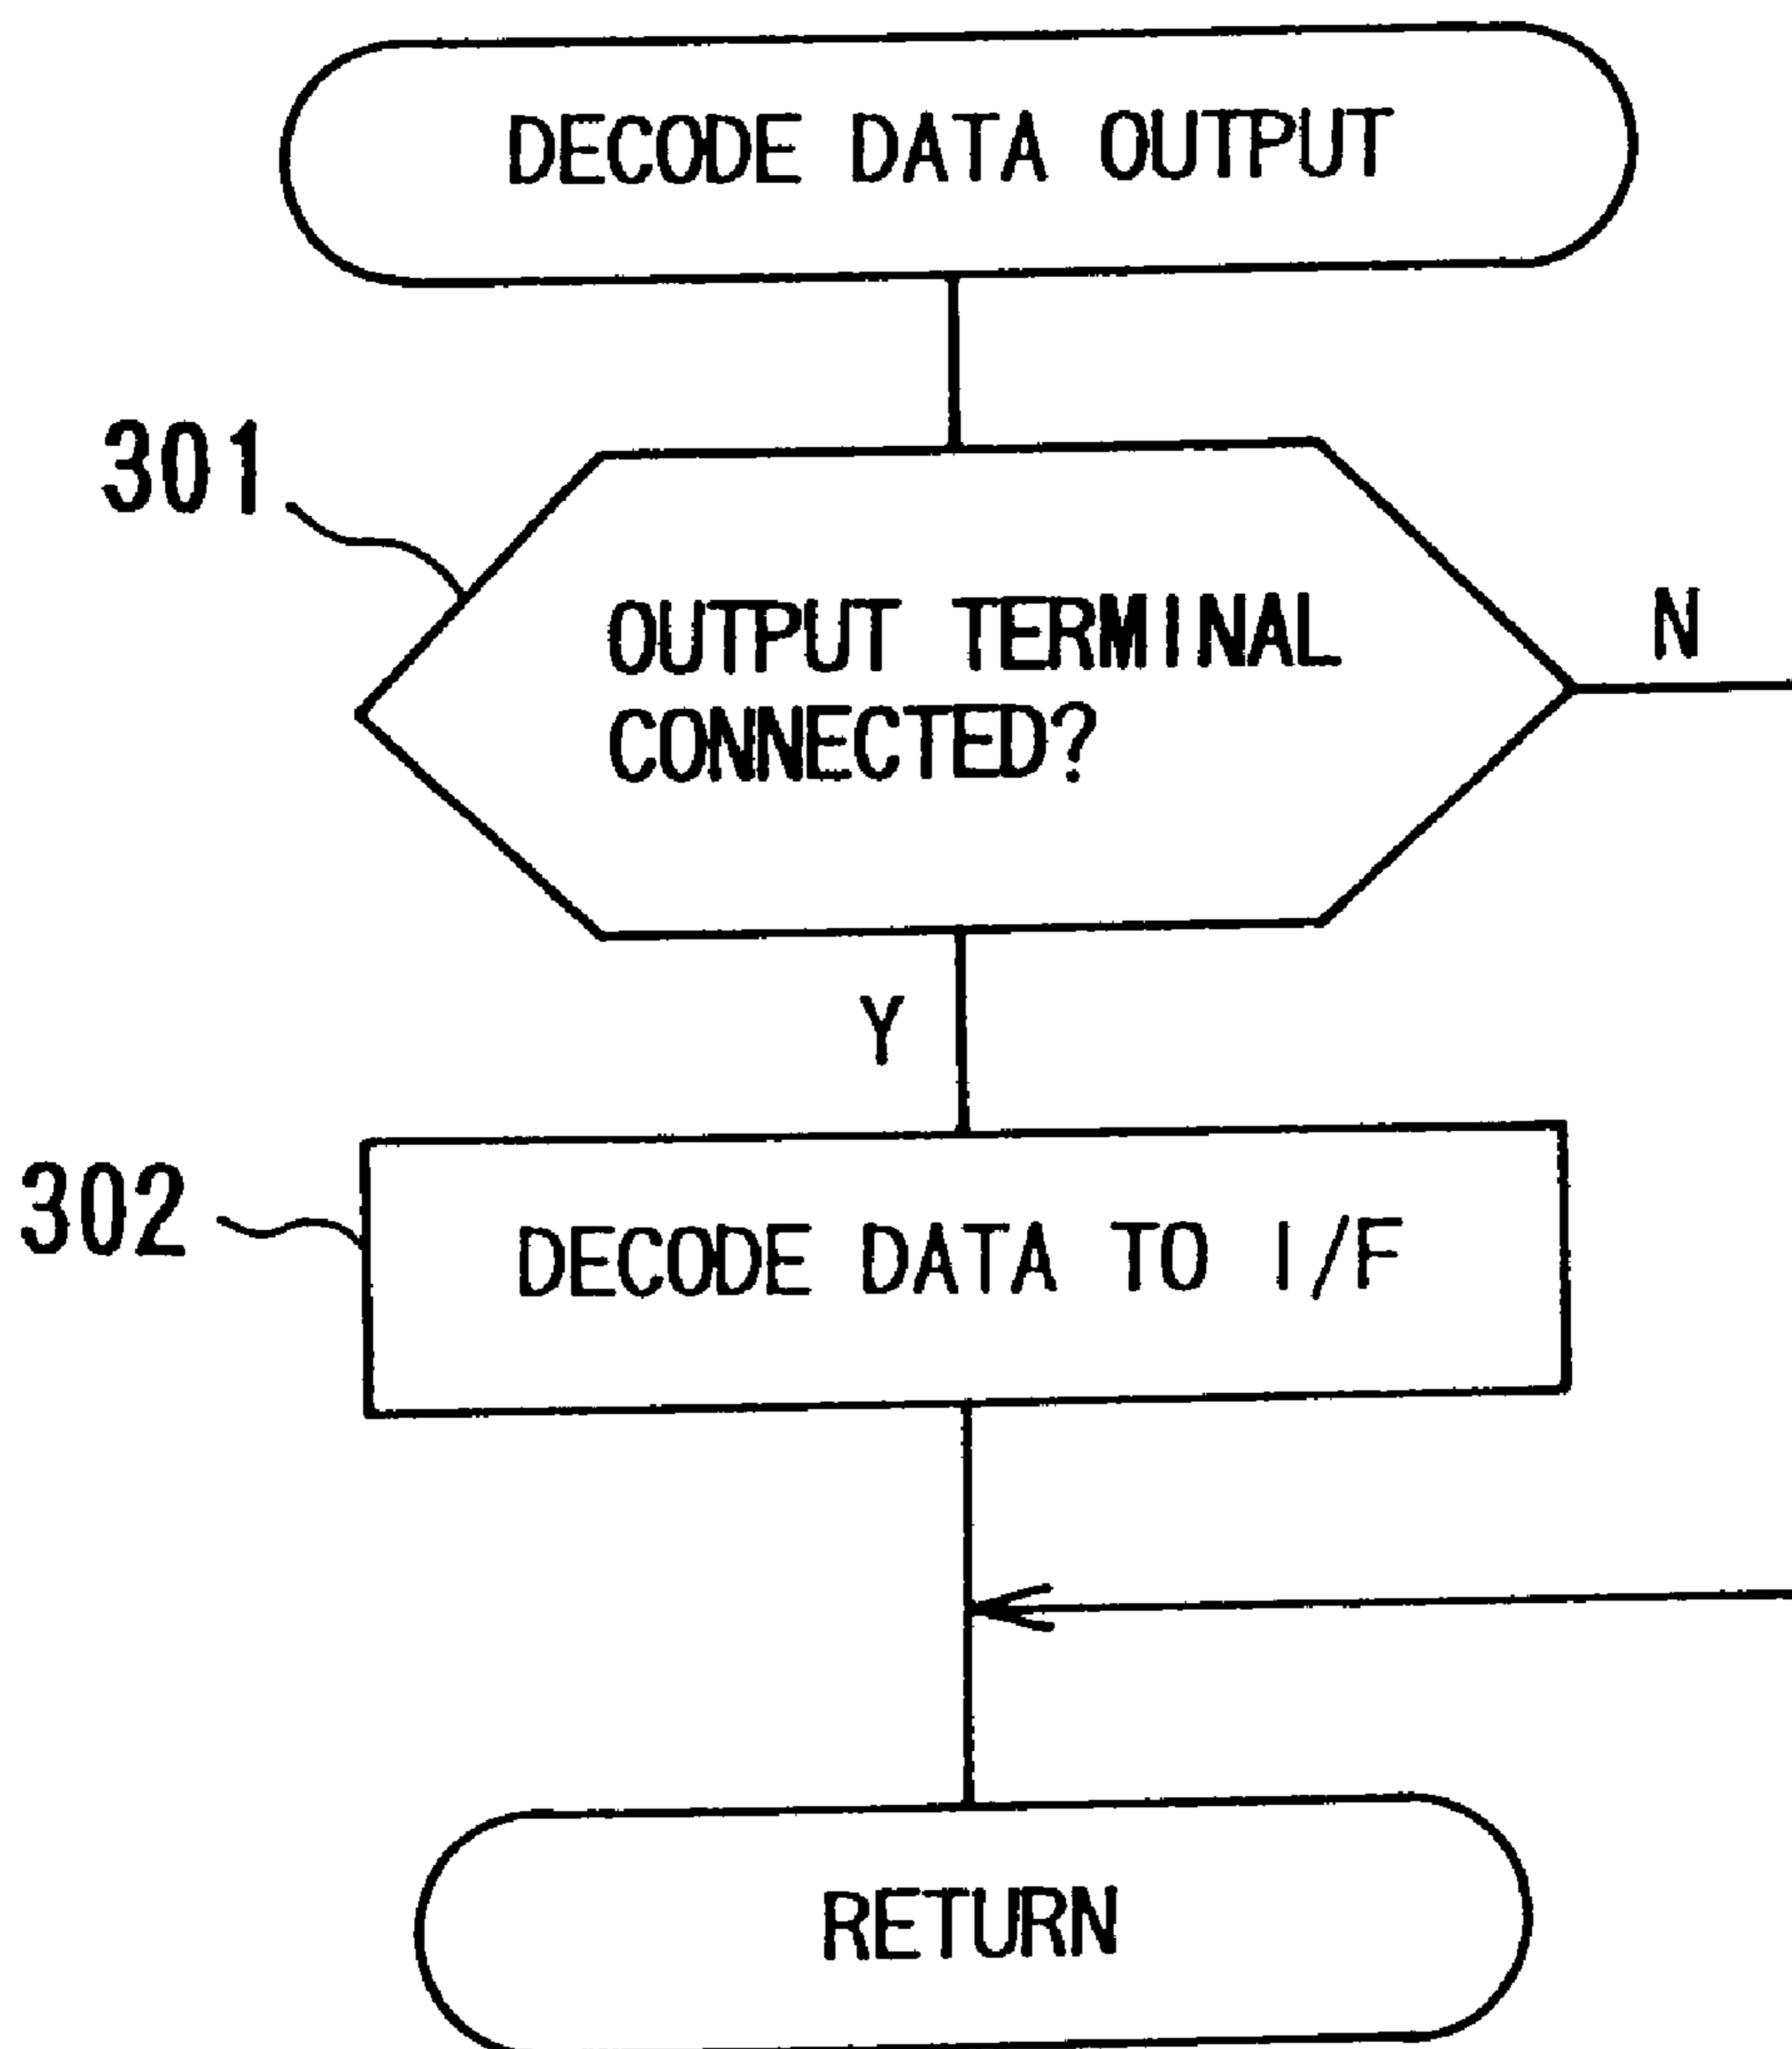 DECODE DATA OUTPUT
301
OUTPUT TERMINAL
CONNECTED?
N
Y
302
DECODE DATA TO I/F
RETURN